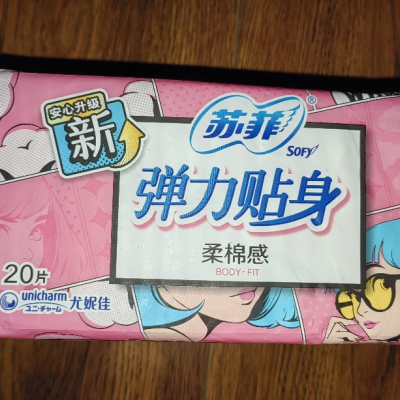 安心升级
新
苏菲®
SOFY
弹力贴身
柔棉感
BODY-FIT
20片
unicharm
ユニ・チャーム
尤妮佳